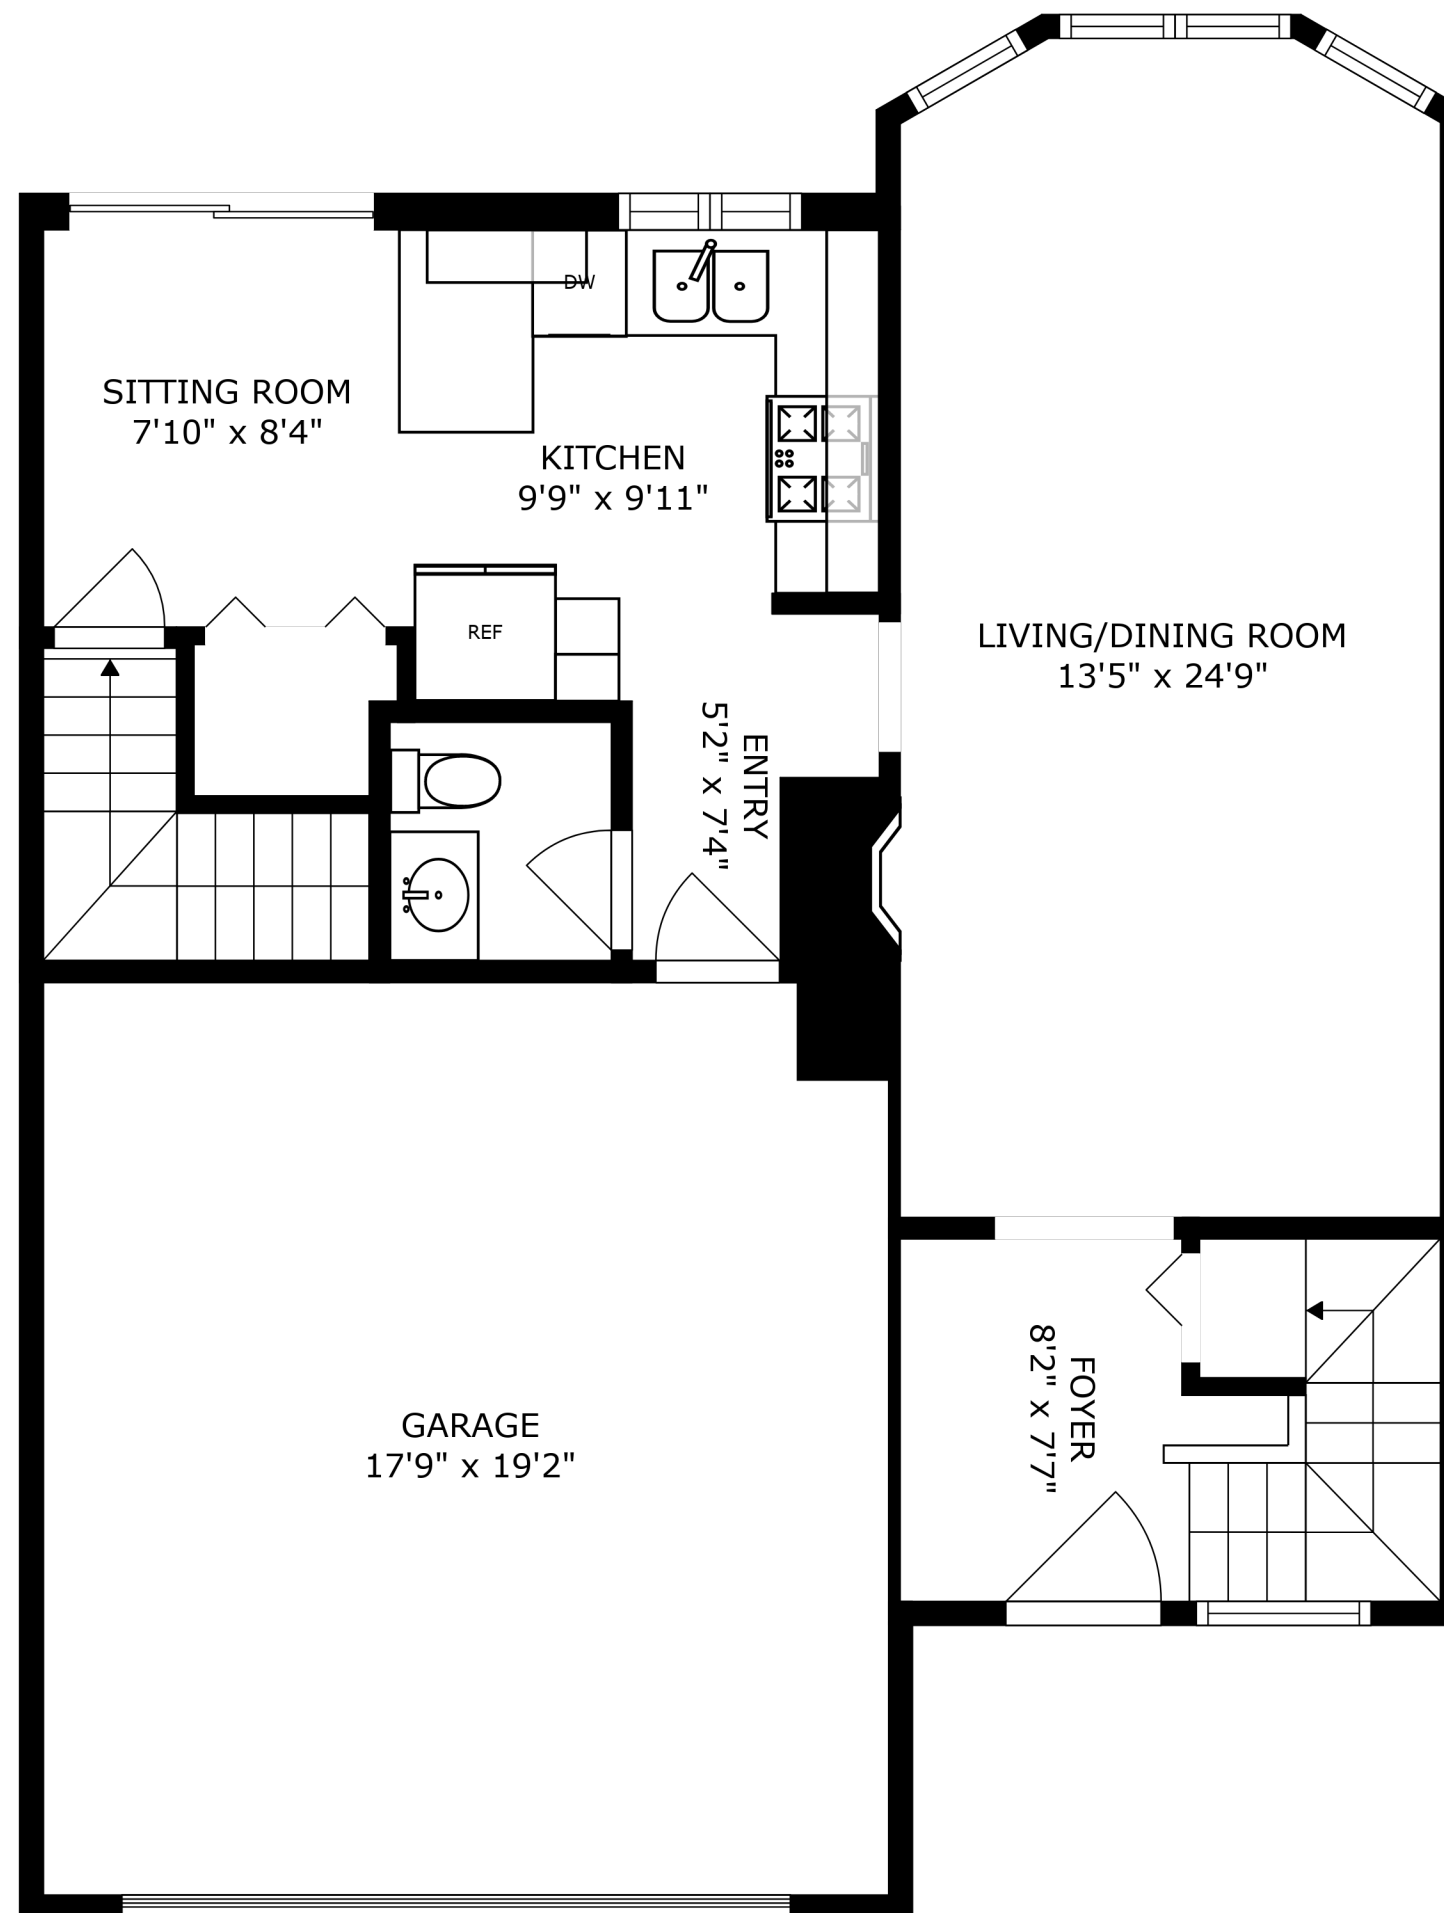 DW
SITTING ROOM
7'10" x 8'4"
KITCHEN
9'9" x 9'11"
REF
LIVING/DINING ROOM
13'5" x 24'9"
ENTRY
5'2" x 7'4"
FOYER
8'2" x 7'7"
GARAGE
17'9" x 19'2"